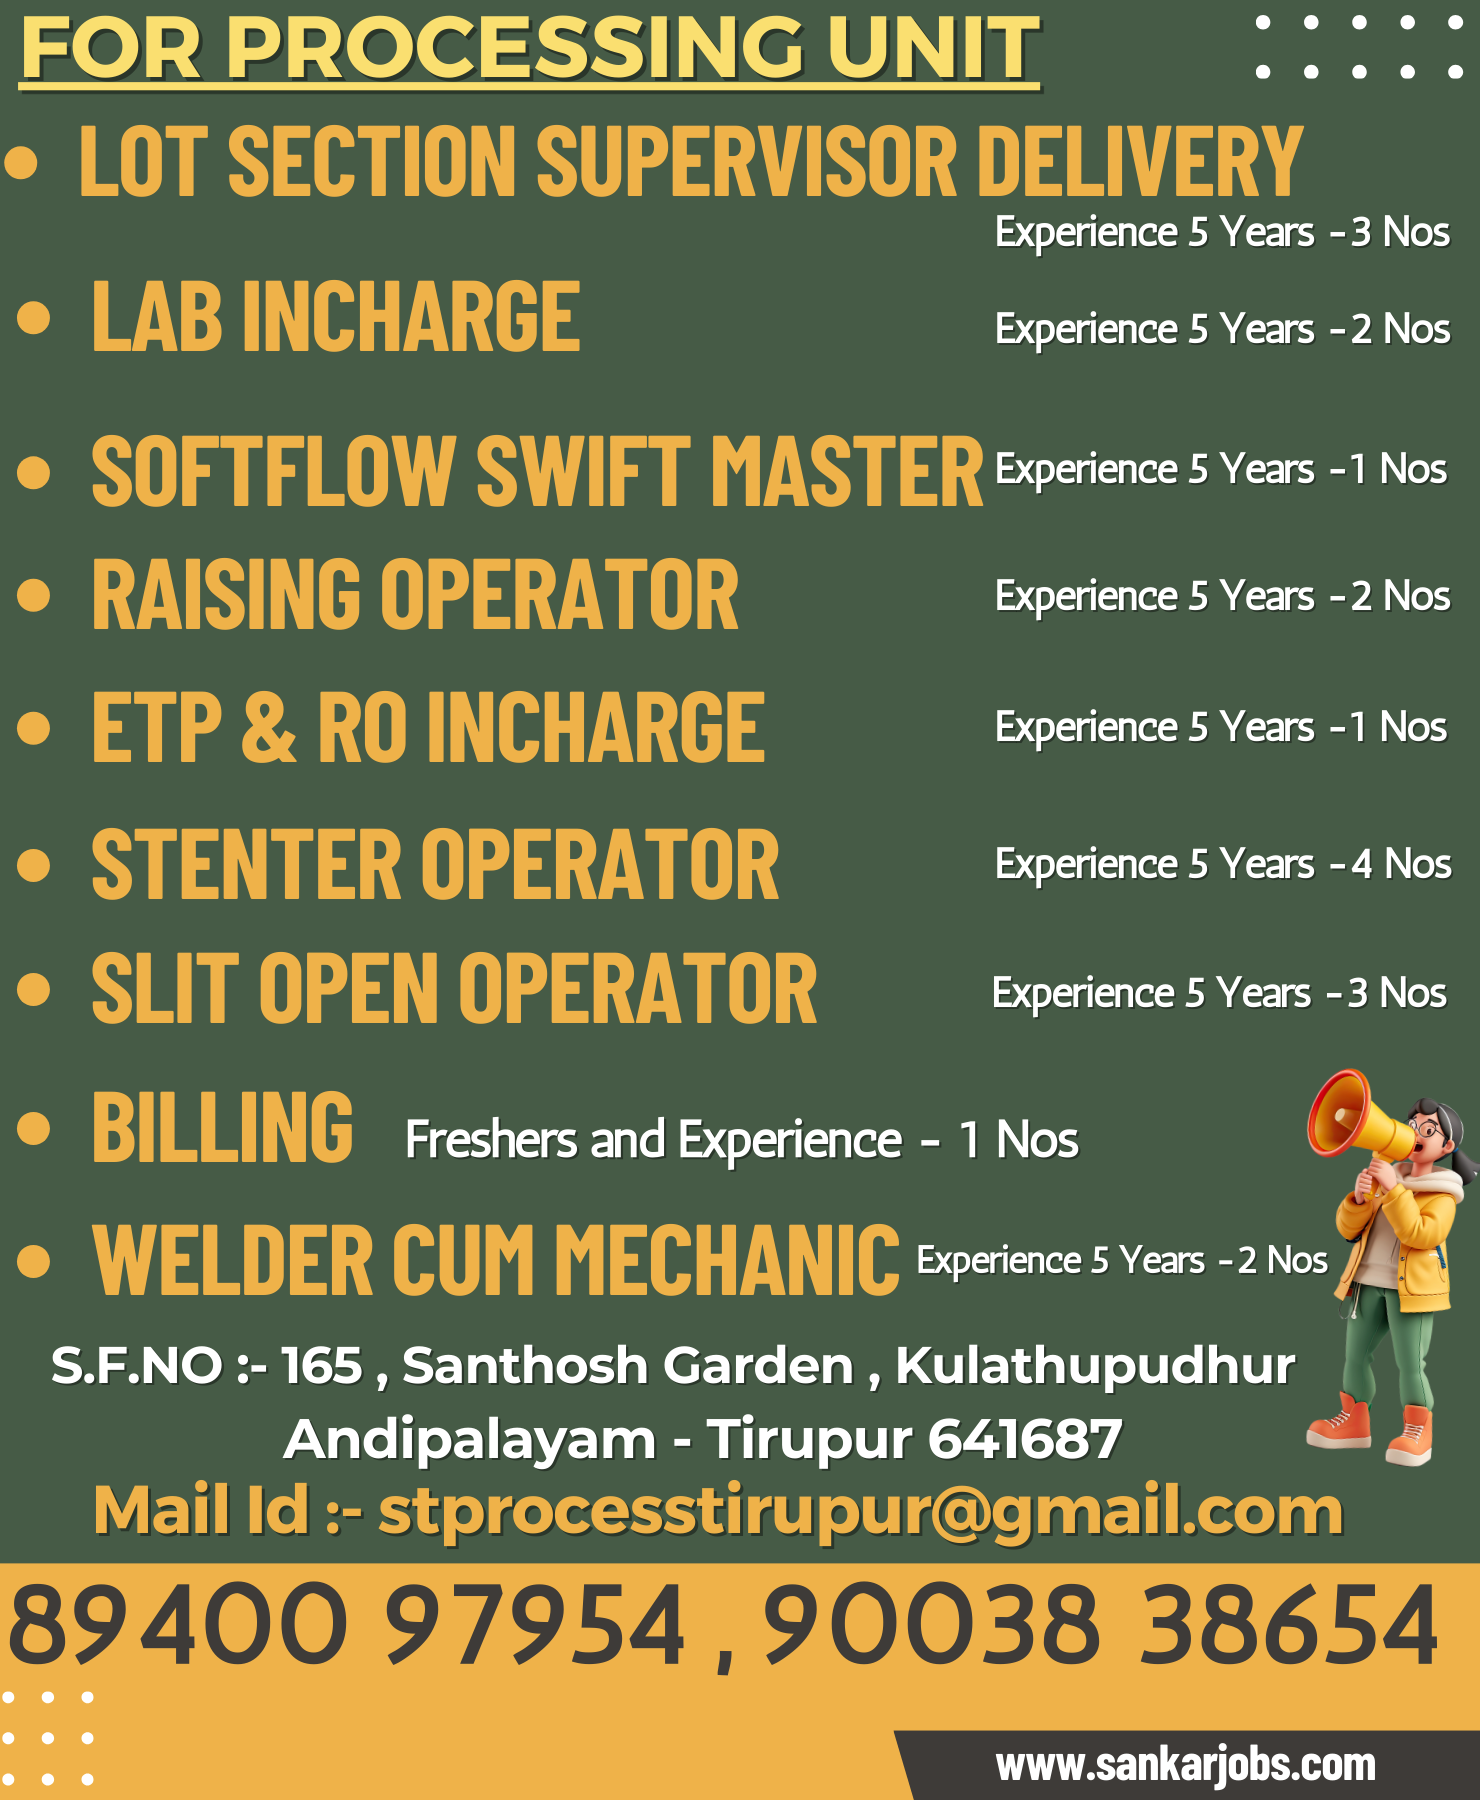 FOR PROCESSING UNIT
• LOT SECTION SUPERVISOR DELIVERY
Experience 5 Years -3 Nos
• LAB INCHARGE
Experience 5 Years -2 Nos
• SOFTFLOW SWIFT MASTER Experience 5 Years -1 Nos
• RAISING OPERATOR Experience 5 Years -2 Nos
• ETP & RO INCHARGE Experience 5 Years -1 Nos
• STENTER OPERATOR Experience 5 Years -4 Nos
• SLIT OPEN OPERATOR Experience 5 Years -3 Nos
• BILLING Freshers and Experience - 1 Nos
• WELDER CUM MECHANIC Experience 5 Years -2 Nos
S.F.NO :- 165 , Santhosh Garden , Kulathupudhur
Andipalayam - Tirupur 641687
Mail Id :- stprocesstirupur@gmail.com
89400 97954 , 90038 38654
www.sankarjobs.com